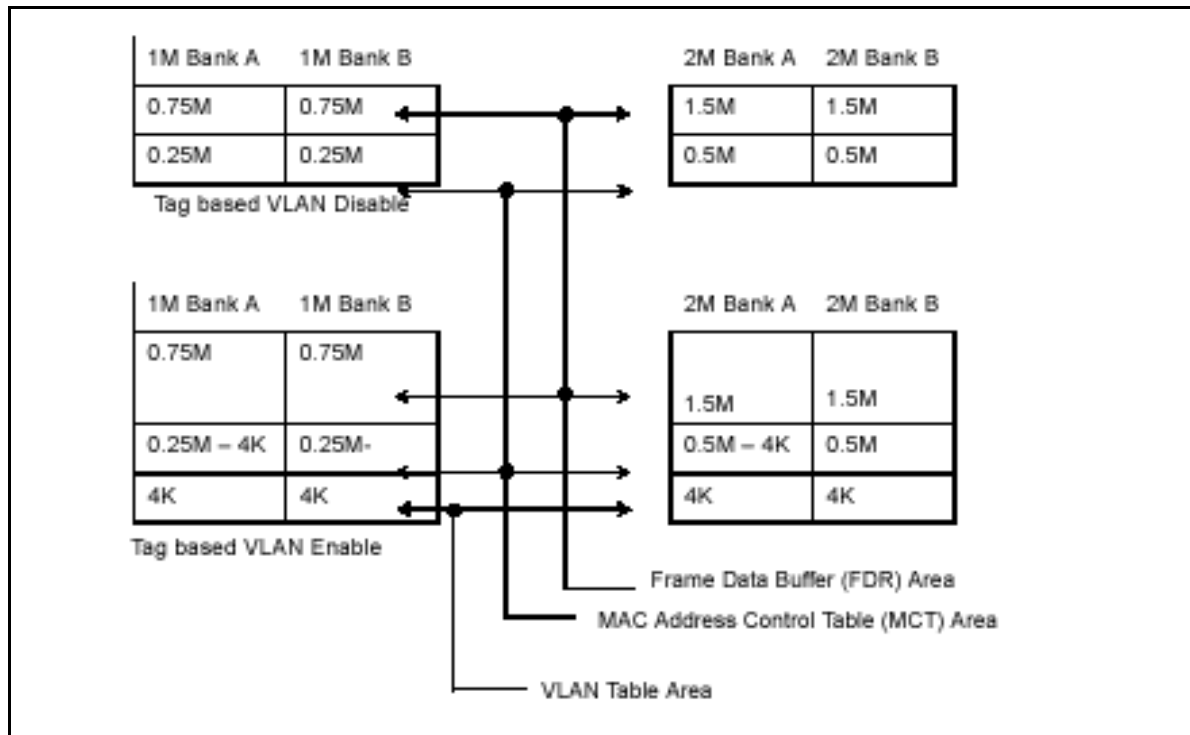 1M Bank A 1M Bank B 2M Bank A 2M Bank B
0.75M 0.75M 1.5M 1.5M
0.25M 0.25M 0.5M 0.5M
Tag based VLAN Disable
1M Bank A 1M Bank B 2M Bank A 2M Bank B
0.75M 0.75M
1.5M 1.5M
0.25M – 4K 0.25M- 0.5M – 4K 0.5M
4K 4K 4K 4K
Tag based VLAN Enable
Frame Data Buffer (FDR) Area
MAC Address Control Table (MCT) Area
VLAN Table Area